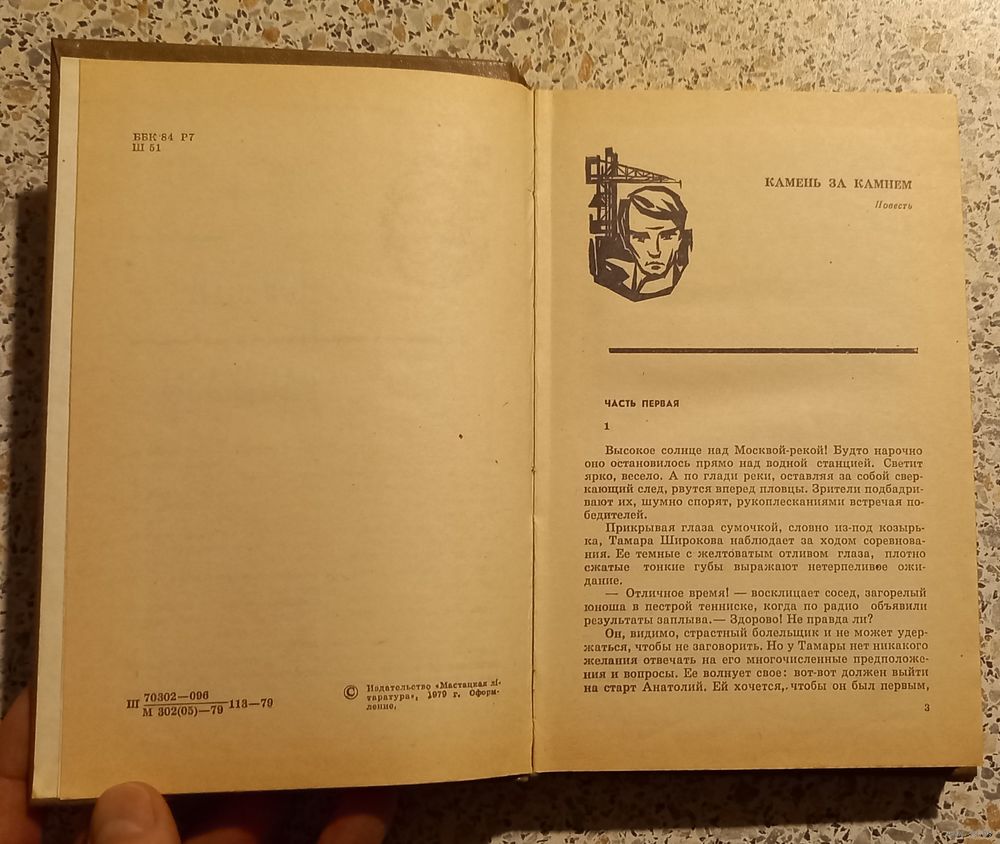 ББК 84 Р7
Ш 51
Ш 70302—096
М 302(05)—79 113—79
© Издательство «Мастацкая лі-
таратура», 1979 г. Оформ-
ление.
КАМЕНЬ ЗА КАМНЕМ
Повесть
ЧАСТЬ ПЕРВАЯ
1
Высокое солнце над Москвой-рекой! Будто нарочно
оно остановилось прямо над водной станцией. Светит
ярко, весело. А по глади реки, оставляя за собой свер-
кающий след, рвутся вперед пловцы. Зрители подбадри-
вают их, шумно спорят, рукоплесканиями встречая по-
бедителей.
Прикрывая глаза сумочкой, словно из-под козырь-
ка, Тамара Широкова наблюдает за ходом соревнова-
ния. Ее темные с желтоватым отливом глаза, плотно
сжатые тонкие губы выражают нетерпеливое ожи-
дание.
— Отличное время! — восклицает сосед, загорелый
юноша в пестрой тенниске, когда по радио объявили
результаты заплыва.— Здорово! Не правда ли?
Он, видимо, страстный болельщик и не может удер-
жаться, чтобы не заговорить. Но у Тамары нет никакого
желания отвечать на его многочисленные предположе-
ния и вопросы. Ее волнует свое: вот-вот должен выйти
на старт Анатолий. Ей хочется, чтобы он был первым,
3